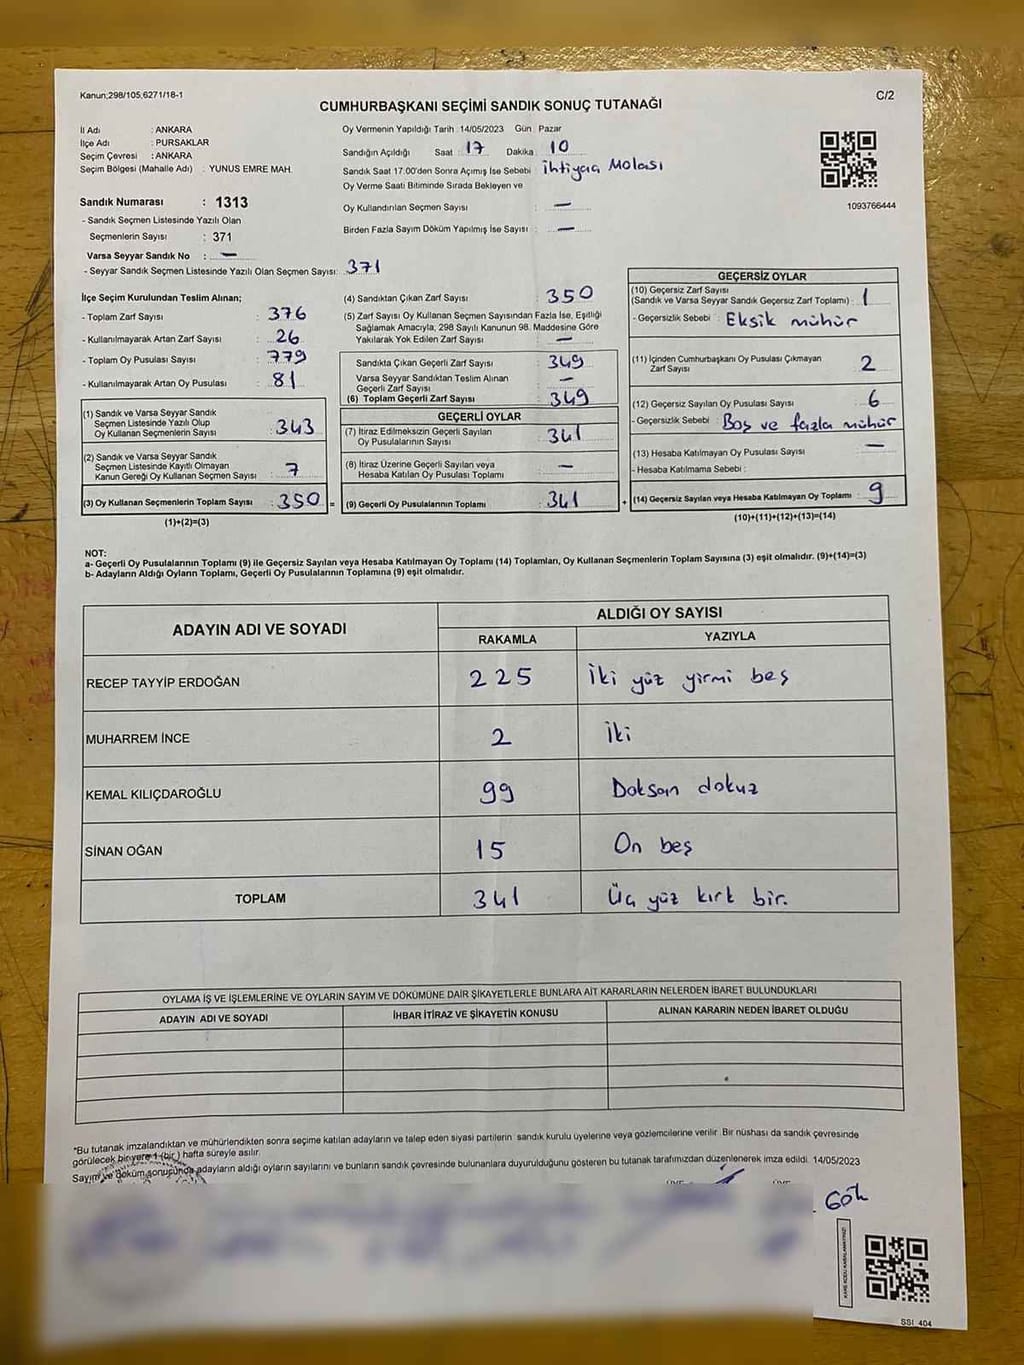 Kanun;298/105,6271/18-1
C/2
CUMHURBAŞKANI SEÇİMİ SANDIK SONUÇ TUTANAĞI
İl Adı : ANKARA
İlçe Adı : PURSAKLAR
Seçim Çevresi : ANKARA
Seçim Bölgesi (Mahalle Adı) : YUNUS EMRE MAH.
Sandık Numarası : 1313
- Sandık Seçmen Listesinde Yazılı Olan
Seçmenlerin Sayısı : 371
Varsa Seyyar Sandık No : —
- Seyyar Sandık Seçmen Listesinde Yazılı Olan Seçmen Sayısı: 371
Oy Vermenin Yapıldığı Tarih :14/05/2023 Gün : Pazar
Sandığın Açıldığı Saat : 17 Dakika : 10
Sandık Saat 17.00'den Sonra Açımış İse Sebebi : İhtiyaç Molası
Oy Verme Saati Bitiminde Sırada Bekleyen ve
Oy Kullandırılan Seçmen Sayısı : —
Birden Fazla Sayım Döküm Yapılmış İse Sayısı : —
1093766444
İlçe Seçim Kurulundan Teslim Alınan;
- Toplam Zarf Sayısı : 376
- Kullanılmayarak Artan Zarf Sayısı : 26
- Toplam Oy Pusulası Sayısı : 779
- Kullanılmayarak Artan Oy Pusulası : 81
(1) Sandık ve Varsa Seyyar Sandık
Seçmen Listesinde Yazılı Olup
Oy Kullanan Seçmenlerin Sayısı : 343
(2) Sandık ve Varsa Seyyar Sandık
Seçmen Listesinde Kayıtlı Olmayan
Kanun Gereği Oy Kullanan Seçmen Sayısı : 7
(3) Oy Kullanan Seçmenlerin Toplam Sayısı : 350 =
(1)+(2)=(3)
(4) Sandıktan Çıkan Zarf Sayısı : 350
(5) Zarf Sayısı Oy Kullanan Seçmen Sayısından Fazla İse, Eşitliği
Sağlamak Amacıyla, 298 Sayılı Kanunun 98. Maddesine Göre
Yakılarak Yok Edilen Zarf Sayısı : —
Sandıkta Çıkan Geçerli Zarf Sayısı : 349
Varsa Seyyar Sandıktan Teslim Alınan
Geçerli Zarf Sayısı : —
(6) Toplam Geçerli Zarf Sayısı : 349
GEÇERLİ OYLAR
(7) İtiraz Edilmeksizin Geçerli Sayılan
Oy Pusulalarının Sayısı : 341
(8) İtiraz Üzerine Geçerli Sayılan veya
Hesaba Katılan Oy Pusulası Toplamı : —
(9) Geçerli Oy Pusulalarının Toplamı : 341 +
GEÇERSİZ OYLAR
(10) Geçersiz Zarf Sayısı
(Sandık ve Varsa Seyyar Sandık Geçersiz Zarf Toplamı) : 1
- Geçersizlik Sebebi : Eksik mühür
(11) İçinden Cumhurbaşkanı Oy Pusulası Çıkmayan
Zarf Sayısı : 2
(12) Geçersiz Sayılan Oy Pusulası Sayısı : 6
- Geçersizlik Sebebi : Boş ve fazla mühür
(13) Hesaba Katılmayan Oy Pusulası Sayısı : —
- Hesaba Katılmama Sebebi :
(14) Geçersiz Sayılan veya Hesaba Katılmayan Oy Toplamı : 9
(10)+(11)+(12)+(13)=(14)
NOT:
a- Geçerli Oy Pusulalarının Toplamı (9) ile Geçersiz Sayılan veya Hesaba Katılmayan Oy Toplamı (14) Toplamları, Oy Kullanan Seçmenlerin Toplam Sayısına (3) eşit olmalıdır. (9)+(14)=(3)
b- Adayların Aldığı Oyların Toplamı, Geçerli Oy Pusulalarının Toplamına (9) eşit olmalıdır.
ADAYIN ADI VE SOYADI
ALDIĞI OY SAYISI
RAKAMLA YAZIYLA
RECEP TAYYİP ERDOĞAN 225 İki yüz yirmi beş
MUHARREM İNCE 2 İki
KEMAL KILIÇDAROĞLU 99 Doksan dokuz
SİNAN OĞAN 15 On beş
TOPLAM 341 Üç yüz kırk bir.
OYLAMA İŞ VE İŞLEMLERİNE VE OYLARIN SAYIM VE DÖKÜMÜNE DAİR ŞİKAYETLERLE BUNLARA AİT KARARLARIN NELERDEN İBARET BULUNDUKLARI
ADAYIN ADI VE SOYADI İHBAR İTİRAZ VE ŞİKAYETİN KONUSU ALINAN KARARIN NEDEN İBARET OLDUĞU
*Bu tutanak imzalandıktan ve mühürlendikten sonra seçime katılan adayların ve talep eden siyasi partilerin sandık kurulu üyelerine veya gözlemcilerine verilir. Bir nüshası da sandık çevresinde
görülecek bir yere 1 (bir ) hafta süreyle asılır.
Sayım ve döküm sonucunda adayların aldığı oyların sayılarını ve bunların sandık çevresinde bulunanlara duyurulduğunu gösteren bu tutanak tarafımızdan düzenlenerek imza edildi. 14/05/2023
SSI_404